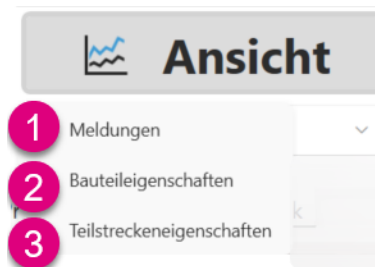 Ansicht
1 Meldungen
2 Bauteileigenschaften
3 Teilstreckeneigenschaften